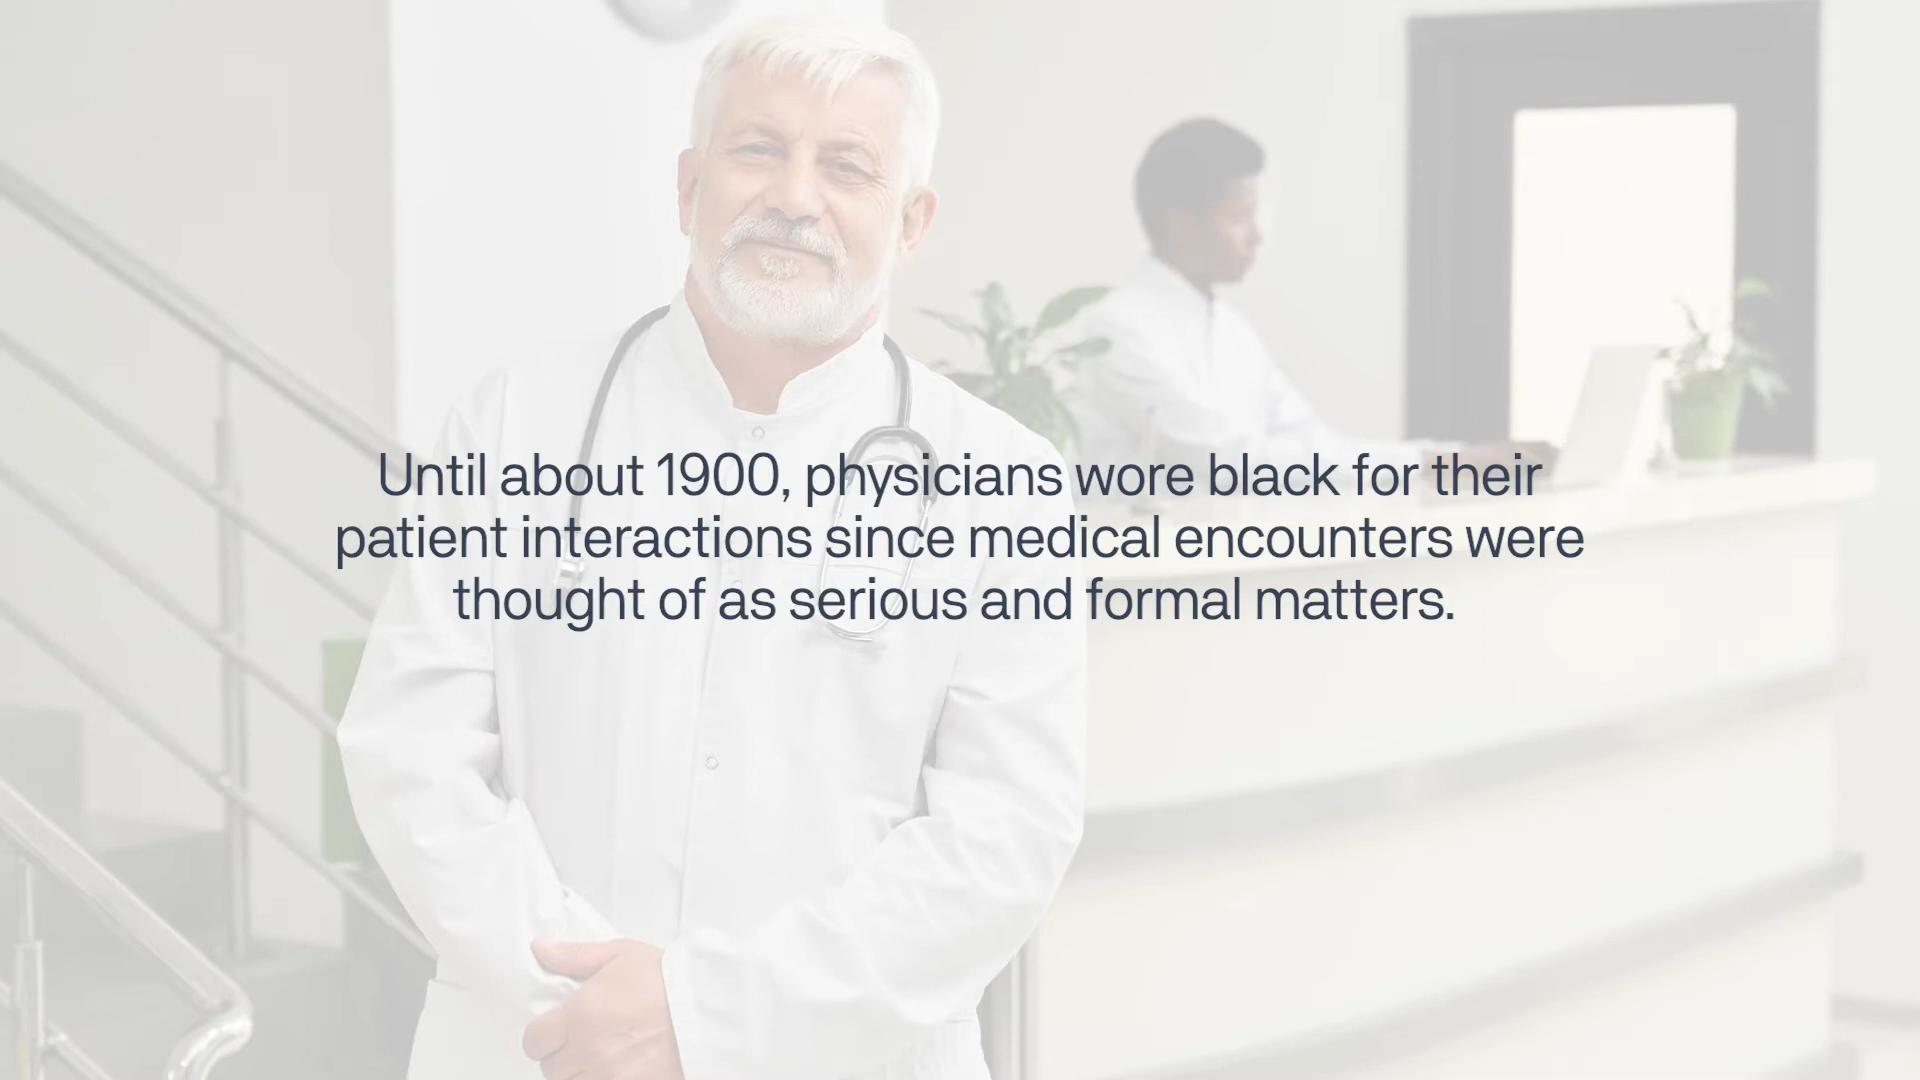 Until about 1900, physicians wore black for their
patient interactions since medical encounters were
thought of as serious and formal matters.